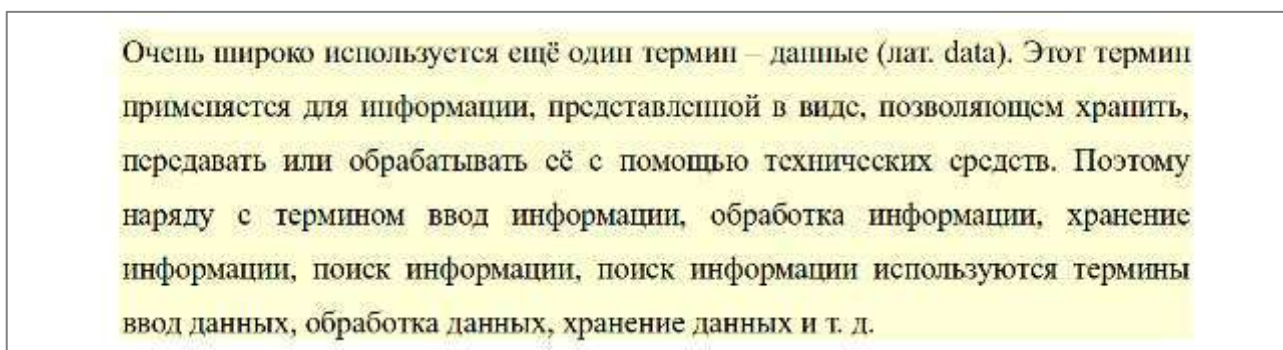 Очень широко используется ещё один термин – данные (лат. data). Этот термин
применяется для информации, представленной в виде, позволяющем хранить,
передавать или обрабатывать её с помощью технических средств. Поэтому
наряду с термином ввод информации, обработка информации, хранение
информации, поиск информации, поиск информации используются термины
ввод данных, обработка данных, хранение данных и т. д.